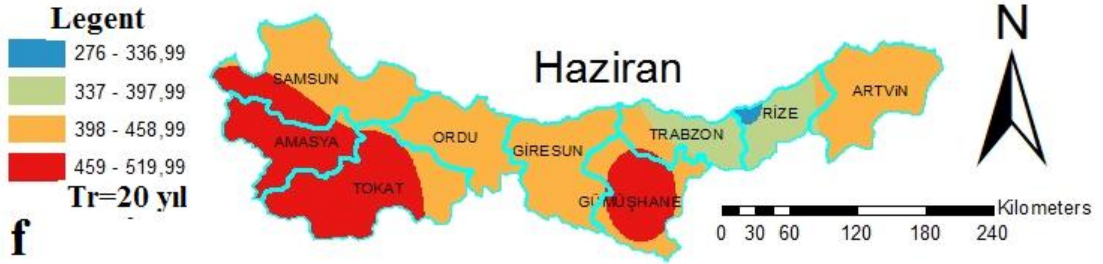 Legent
276 - 336,99
337 - 397,99
398 - 458,99
459 - 519,99
Tr=20 yıl
f
Haziran
N
SAMSUN
AMASYA
TOKAT
ORDU
GİRESUN
GÜMÜŞHANE
TRABZON
RİZE
ARTVİN
Kilometers
0 30 60 120 180 240